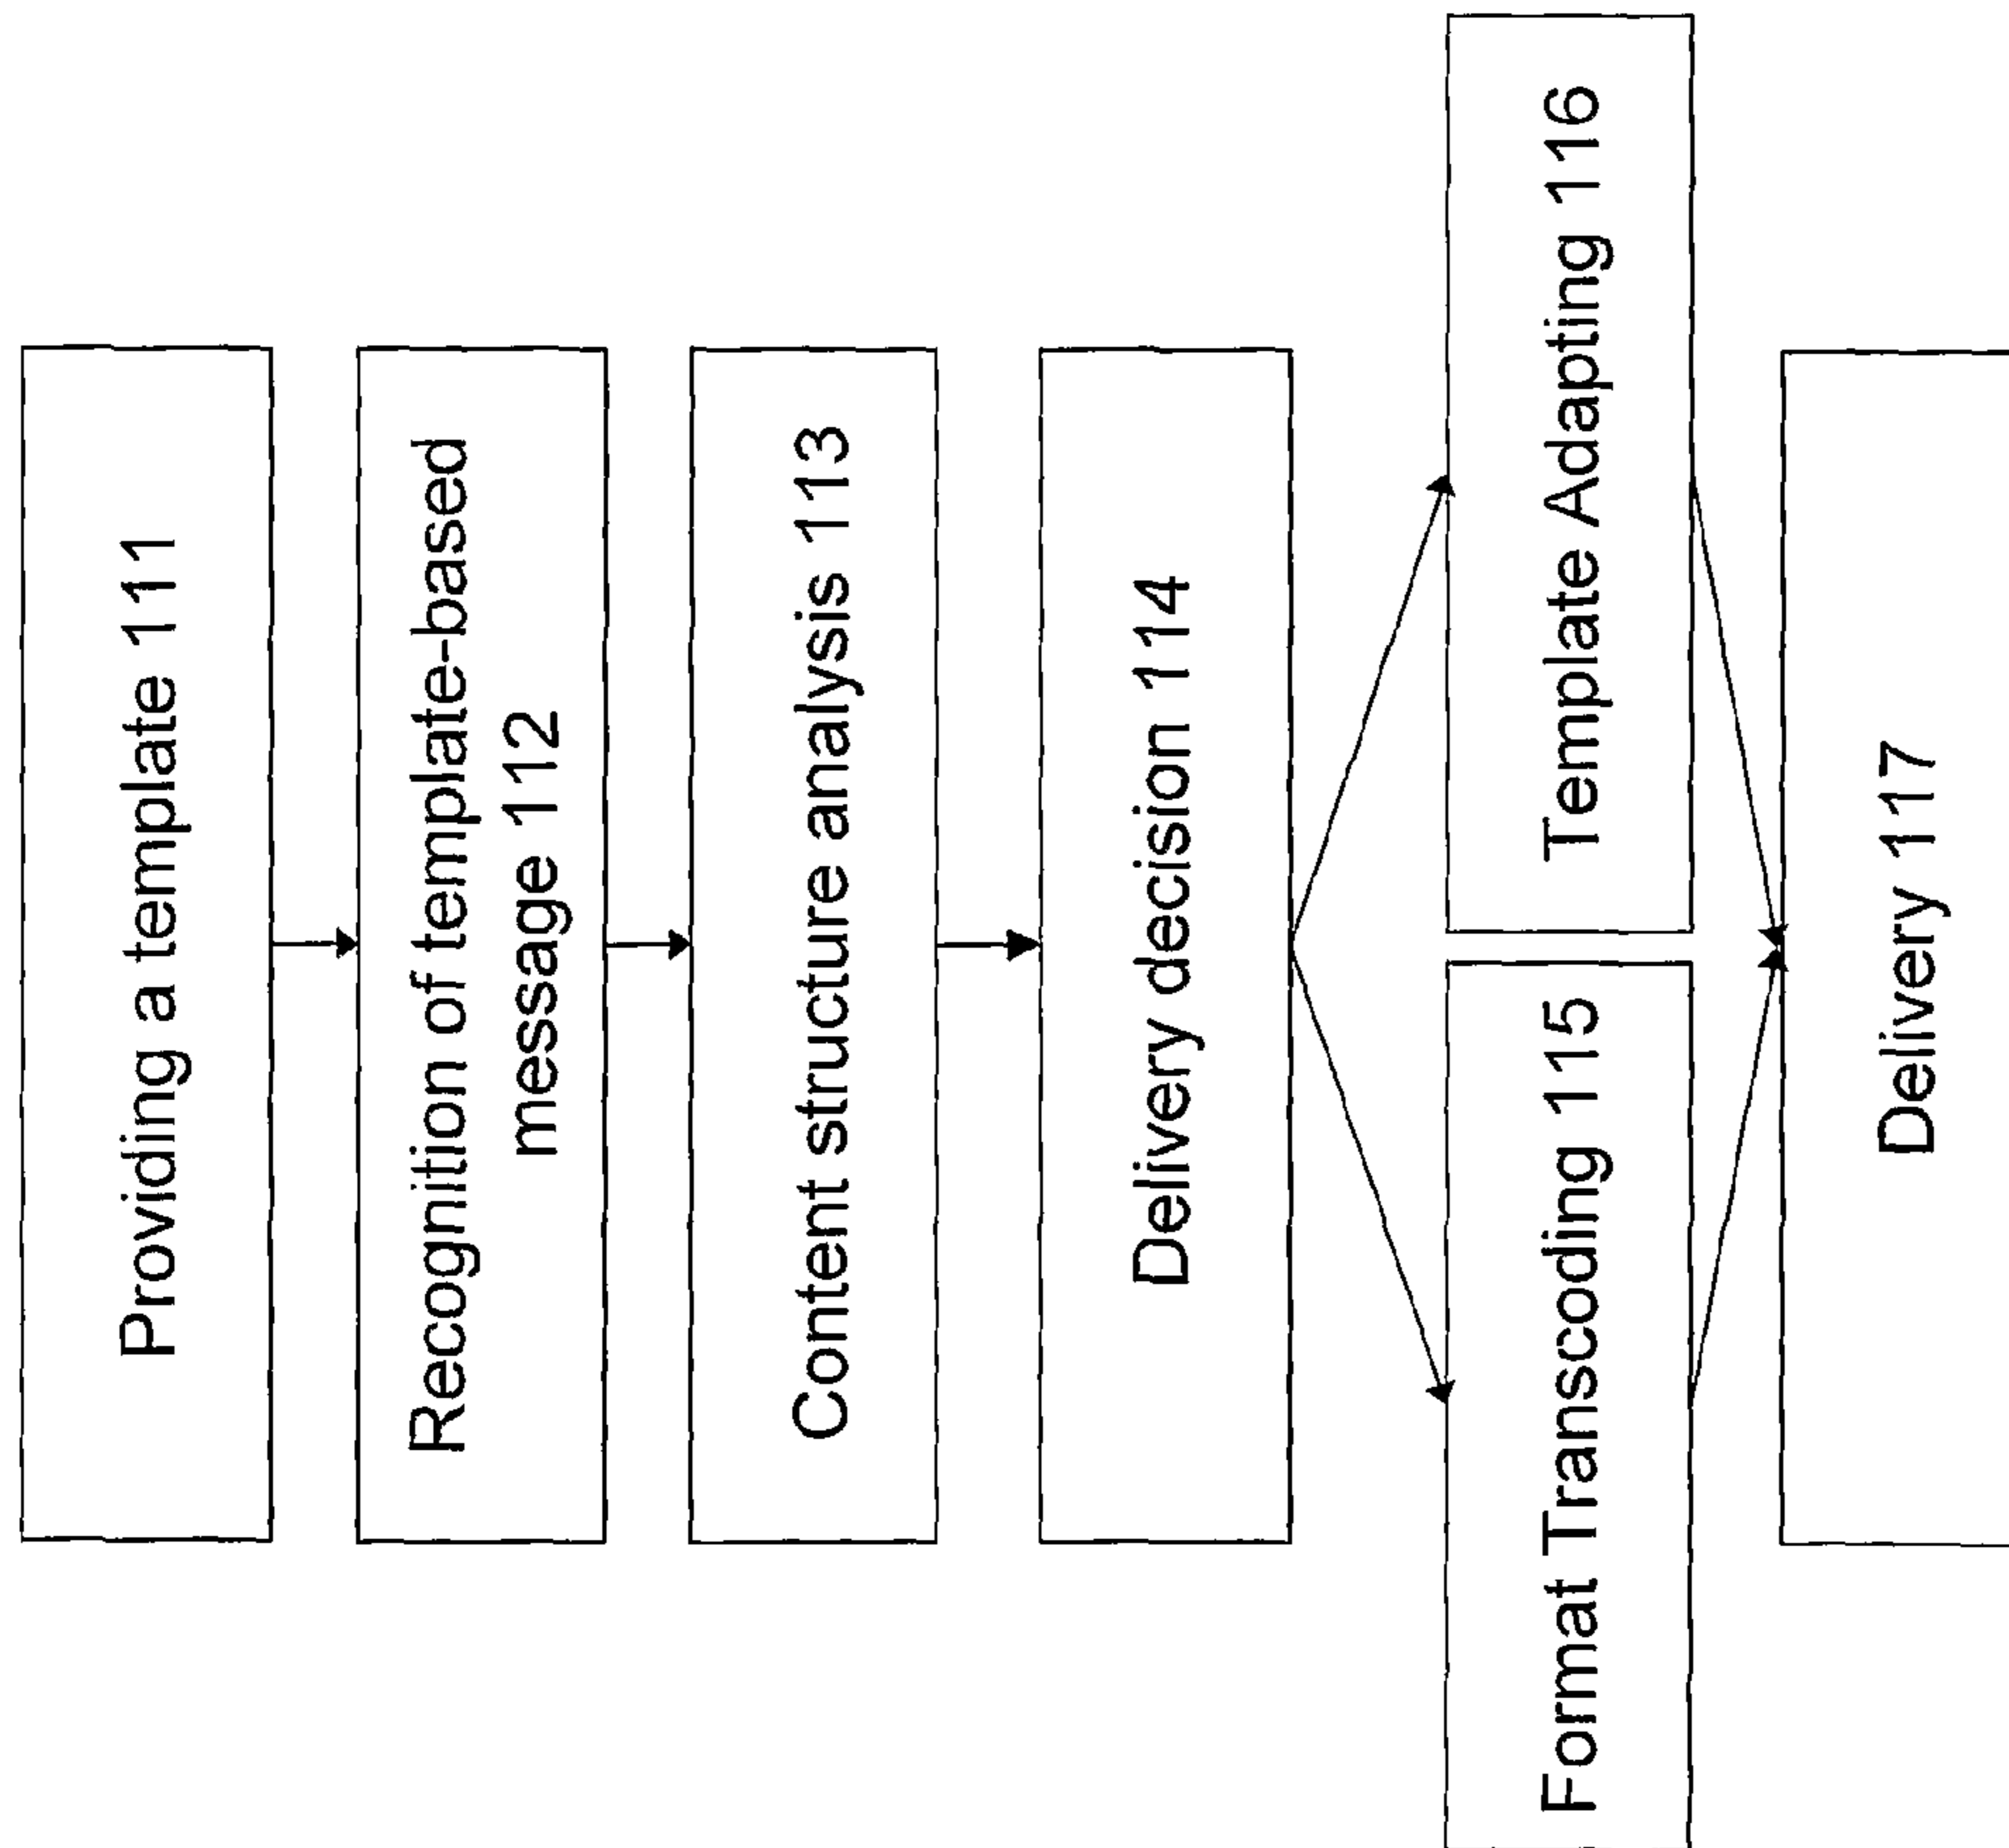 Providing a template 111
Recognition of template-based
message 112
Content structure analysis 113
Delivery decision 114
Format Transcoding 115
Template Adapting 116
Delivery 117